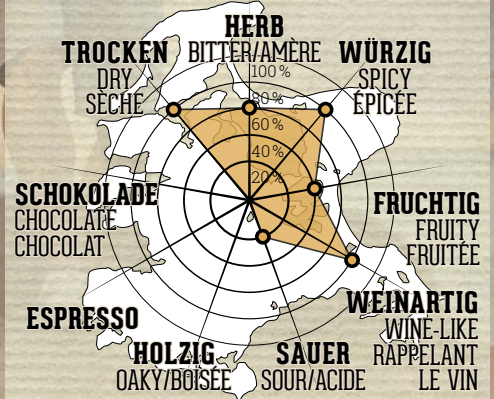 HERB
BITTER/AMÈRE
TROCKEN
DRY
SÈCHE
WÜRZIG
SPICY
ÉPICÉE
100%
80%
60%
40%
20%
SCHOKOLADE
CHOCOLATE
CHOCOLAT
FRUCHTIG
FRUITY
FRUITÉE
ESPRESSO
WEINARTIG
WINE-LIKE
RAPPELANT
LE VIN
HOLZIG
OAKY/BOISÉE
SAUER
SOUR/ACIDE